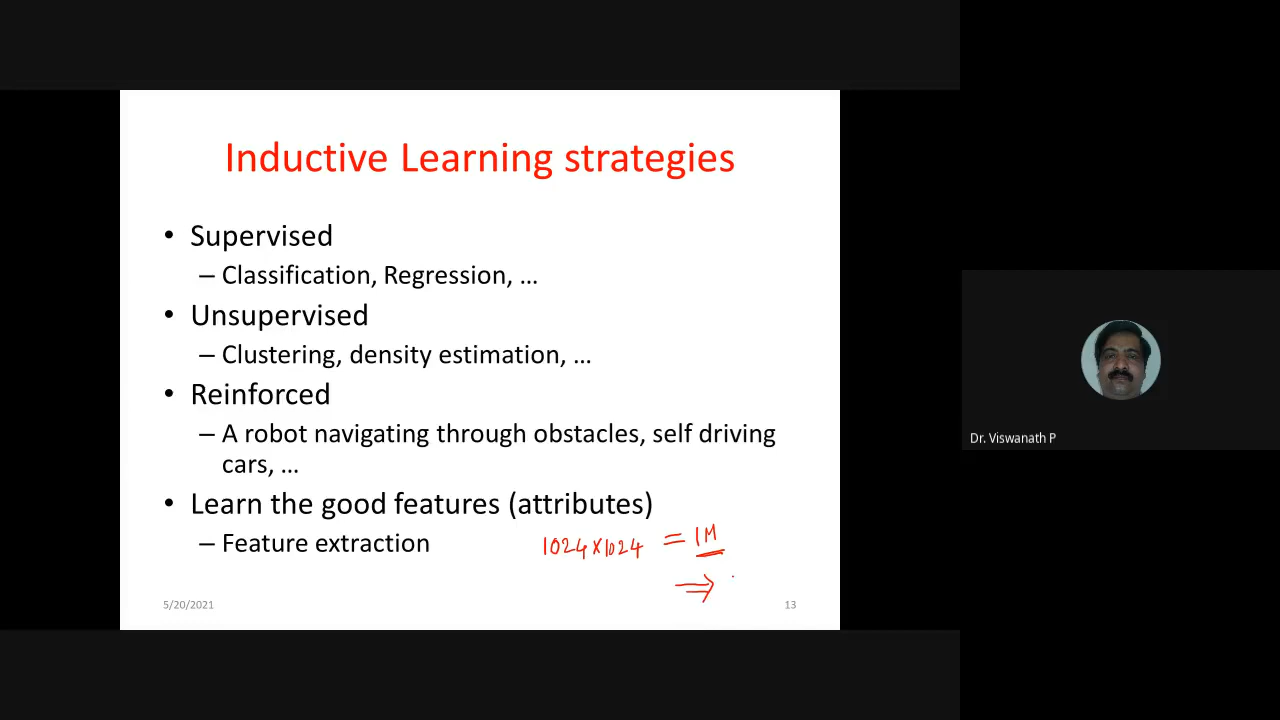 Inductive Learning strategies
• Supervised
– Classification, Regression, ...
• Unsupervised
– Clustering, density estimation, ...
• Reinforced
– A robot navigating through obstacles, self driving
cars, ...
• Learn the good features (attributes)
– Feature extraction
1024x1024 = 1M
⇒
5/20/2021
13
Dr. Viswanath P